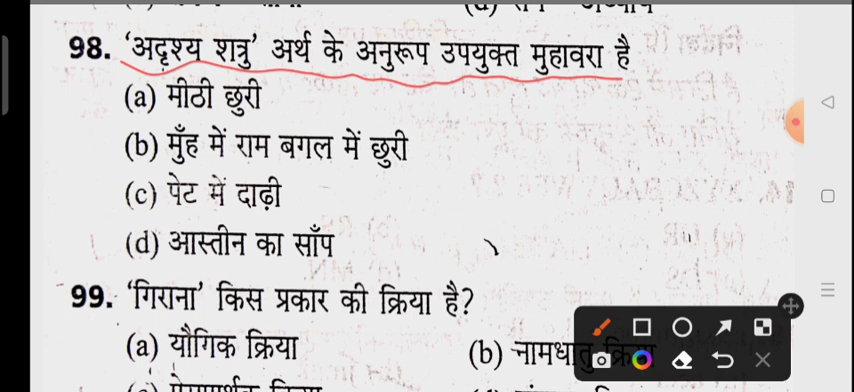 98. ‘अदृश्य शत्रु’ अर्थ के अनुरूप उपयुक्त मुहावरा है
(a) मीठी छुरी
(b) मुँह में राम बगल में छुरी
(c) पेट में दाढ़ी
(d) आस्तीन का साँप
99. ‘गिराना’ किस प्रकार की क्रिया है?
(a) यौगिक क्रिया (b) नामधातु क्रिया